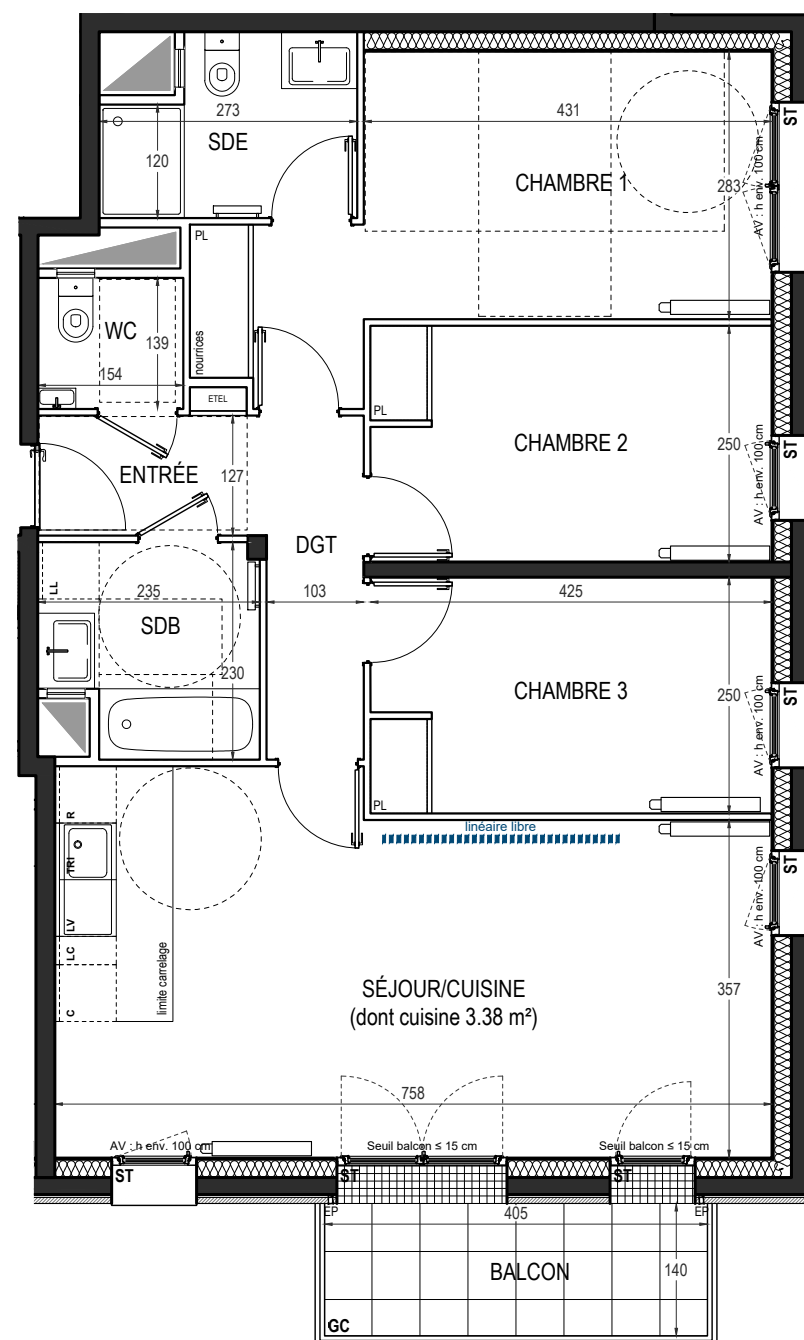 273
SDE
120
431
CHAMBRE 1
283
ST
AV : h env. 100 cm
PL
nourrices
ETEL
WC
139
154
ENTRÉE
127
PL
CHAMBRE 2
250
ST
AV : h env. 100 cm
DGT
LL
235
SDB
230
103
425
CHAMBRE 3
250
ST
AV : h env. 100 cm
PL
linéaire libre
R
TRI
LV
LC
C
limite carrelage
ST
AV : h env. 100 cm
SÉJOUR/CUISINE
(dont cuisine 3.38 m²)
357
758
AV : h env. 100 cm
Seuil balcon ≤ 15 cm
Seuil balcon ≤ 15 cm
ST
ST
ST
EP
405
EP
BALCON
140
GC